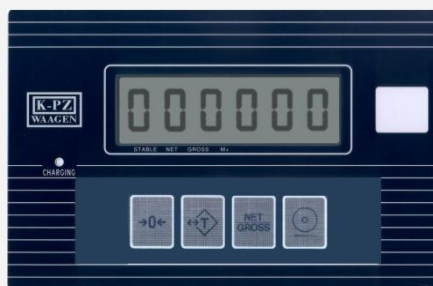 000000
K-PZ
WAAGEN
STABLE NET GROSS M+
CHARGING
→0←
↔T
NET
GROSS